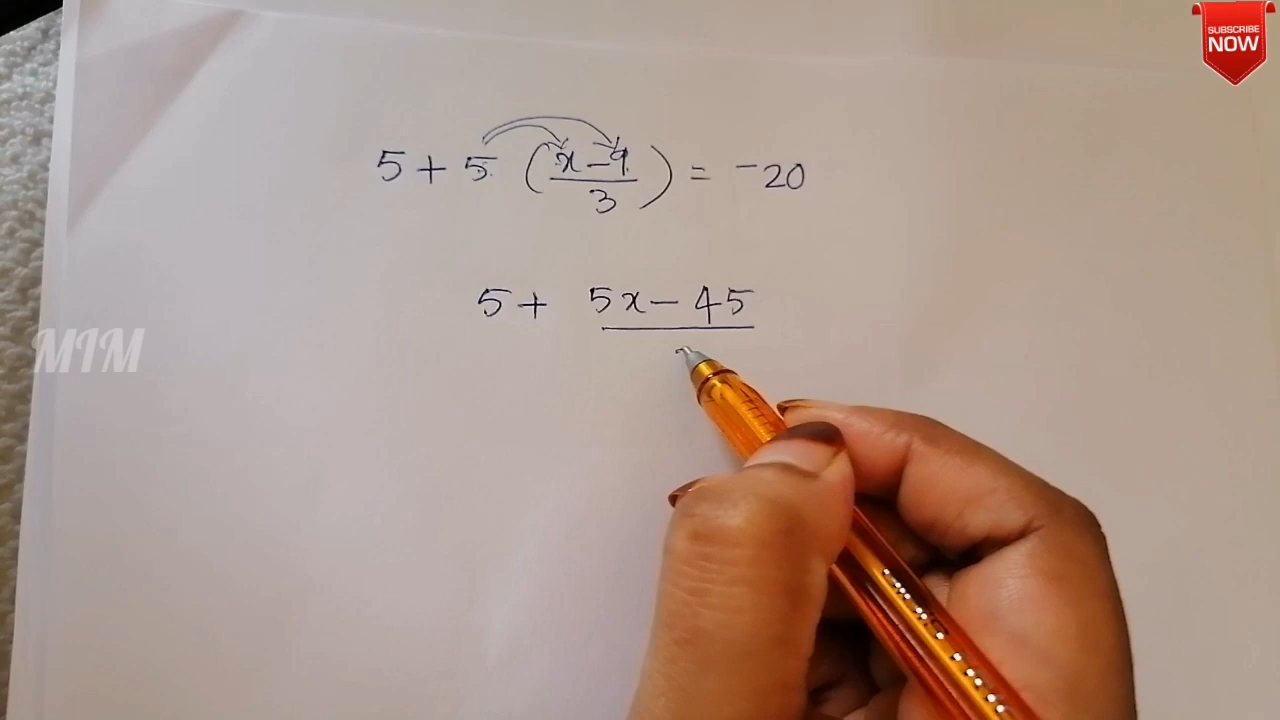 SUBSCRIBE
NOW
5 + 5 (x - 9 / 3) = ⁻20
5 + 5x - 45
MIM